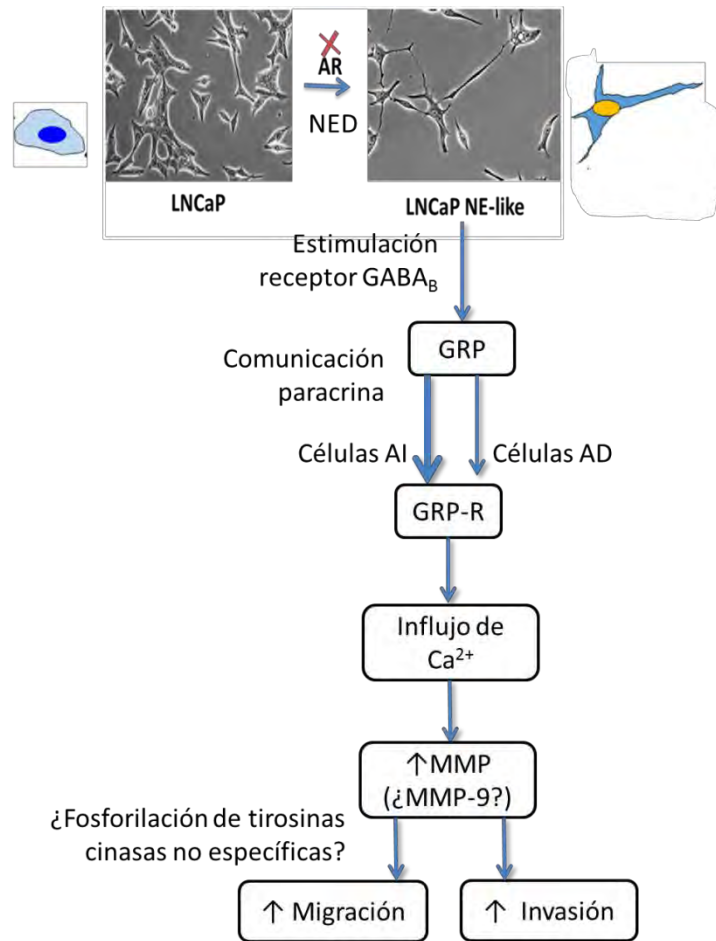 AR
NED
LNCaP
LNCaP NE-like
Estimulación
receptor GABA_B
GRP
Comunicación
paracrina
Células AI
Células AD
GRP-R
Influjo de
Ca²⁺
↑MMP
(¿MMP-9?)
¿Fosforilación de tirosinas
cinasas no específicas?
↑ Migración
↑ Invasión